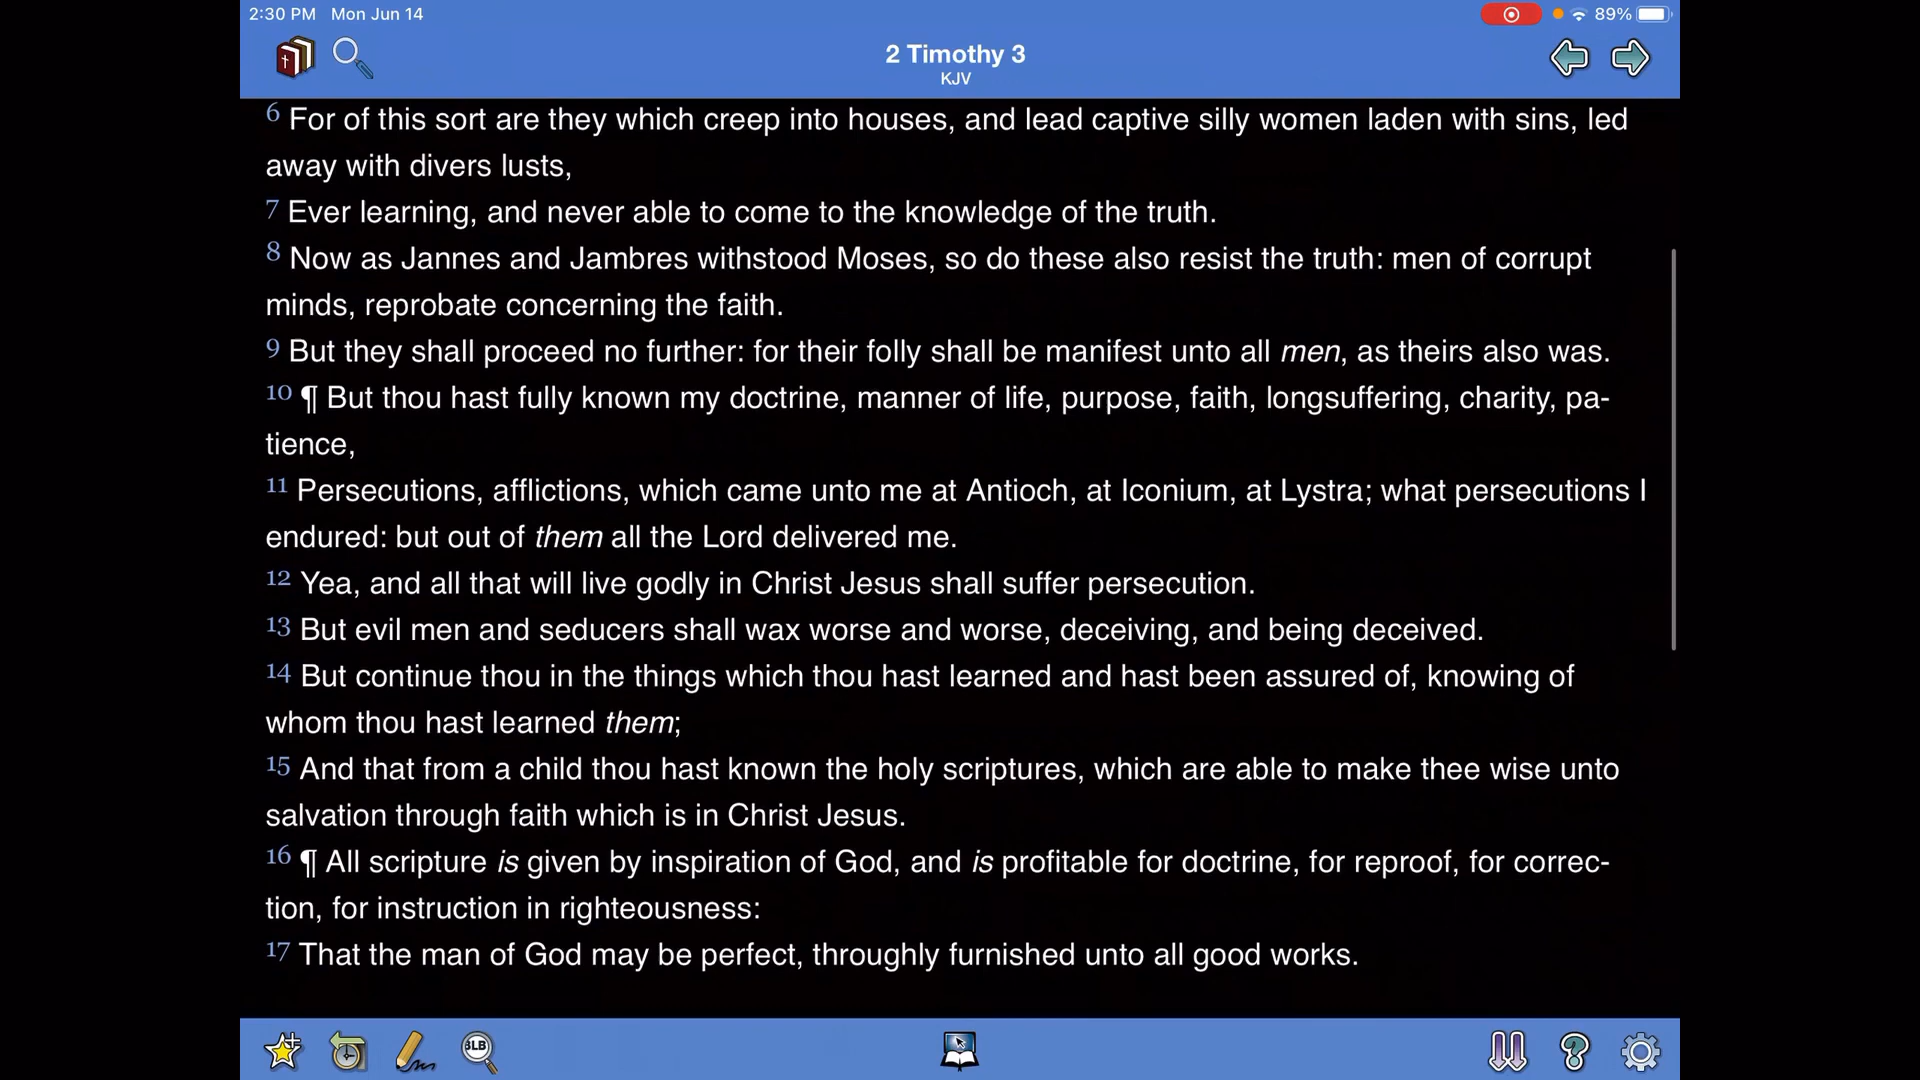 2:30 PM Mon Jun 14
89%
2 Timothy 3
KJV
6 For of this sort are they which creep into houses, and lead captive silly women laden with sins, led
away with divers lusts,
7 Ever learning, and never able to come to the knowledge of the truth.
8 Now as Jannes and Jambres withstood Moses, so do these also resist the truth: men of corrupt
minds, reprobate concerning the faith.
9 But they shall proceed no further: for their folly shall be manifest unto all men, as theirs also was.
10 ¶ But thou hast fully known my doctrine, manner of life, purpose, faith, longsuffering, charity, pa-
tience,
11 Persecutions, afflictions, which came unto me at Antioch, at Iconium, at Lystra; what persecutions I
endured: but out of them all the Lord delivered me.
12 Yea, and all that will live godly in Christ Jesus shall suffer persecution.
13 But evil men and seducers shall wax worse and worse, deceiving, and being deceived.
14 But continue thou in the things which thou hast learned and hast been assured of, knowing of
whom thou hast learned them;
15 And that from a child thou hast known the holy scriptures, which are able to make thee wise unto
salvation through faith which is in Christ Jesus.
16 ¶ All scripture is given by inspiration of God, and is profitable for doctrine, for reproof, for correc-
tion, for instruction in righteousness:
17 That the man of God may be perfect, throughly furnished unto all good works.
BLB
?